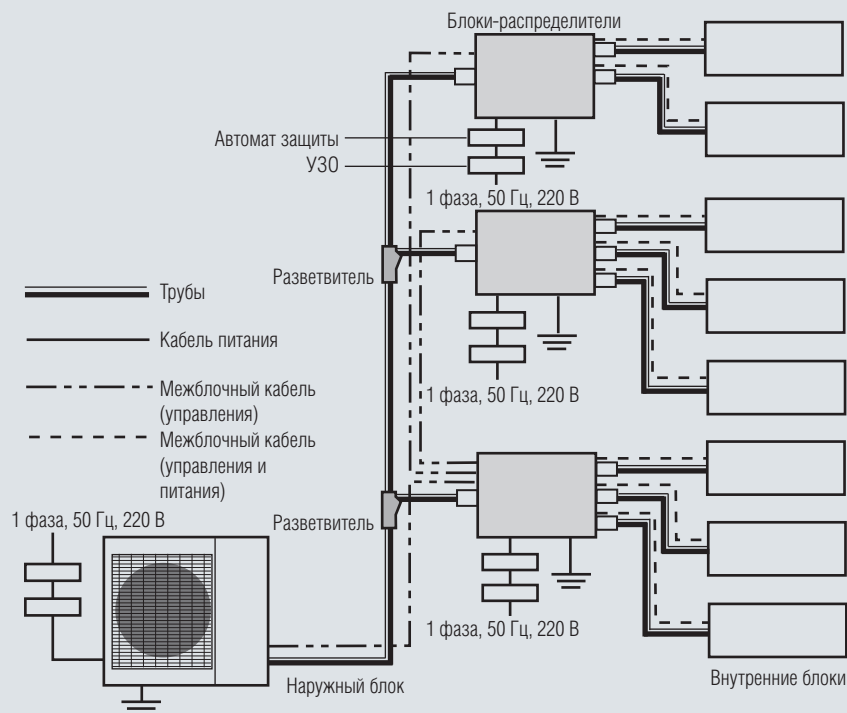 Блоки-распределители
Автомат защиты
УЗО
1 фаза, 50 Гц, 220 В
Разветвитель
Трубы
Кабель питания
1 фаза, 50 Гц, 220 В
Межблочный кабель
(управления)
Межблочный кабель
(управления и
питания)
1 фаза, 50 Гц, 220 В
Разветвитель
1 фаза, 50 Гц, 220 В
Наружный блок
Внутренние блоки